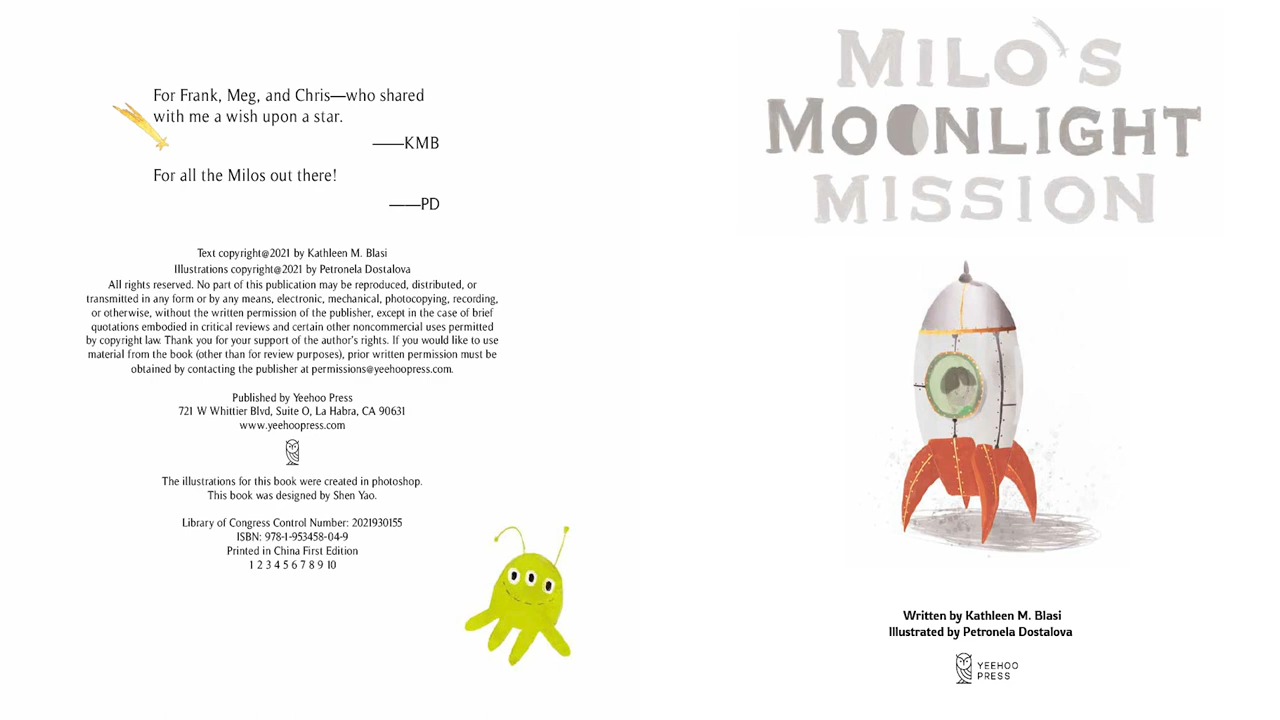 For Frank, Meg, and Chris—who shared
with me a wish upon a star.
——KMB
For all the Milos out there!
——PD
Text copyright@2021 by Kathleen M. Blasi
Illustrations copyright@2021 by Petronela Dostalova
All rights reserved. No part of this publication may be reproduced, distributed, or
transmitted in any form or by any means, electronic, mechanical, photocopying, recording,
or otherwise, without the written permission of the publisher, except in the case of brief
quotations embodied in critical reviews and certain other noncommercial uses permitted
by copyright law. Thank you for your support of the author's rights. If you would like to use
material from the book (other than for review purposes), prior written permission must be
obtained by contacting the publisher at permissions@yeehoopress.com.
Published by Yeehoo Press
721 W Whittier Blvd, Suite O, La Habra, CA 90631
www.yeehoopress.com
The illustrations for this book were created in photoshop.
This book was designed by Shen Yao.
Library of Congress Control Number: 2021930155
ISBN: 978-1-953458-04-9
Printed in China First Edition
1 2 3 4 5 6 7 8 9 10
MILO'S
MOONLIGHT
MISSION
Written by Kathleen M. Blasi
Illustrated by Petronela Dostalova
YEEHOO
PRESS